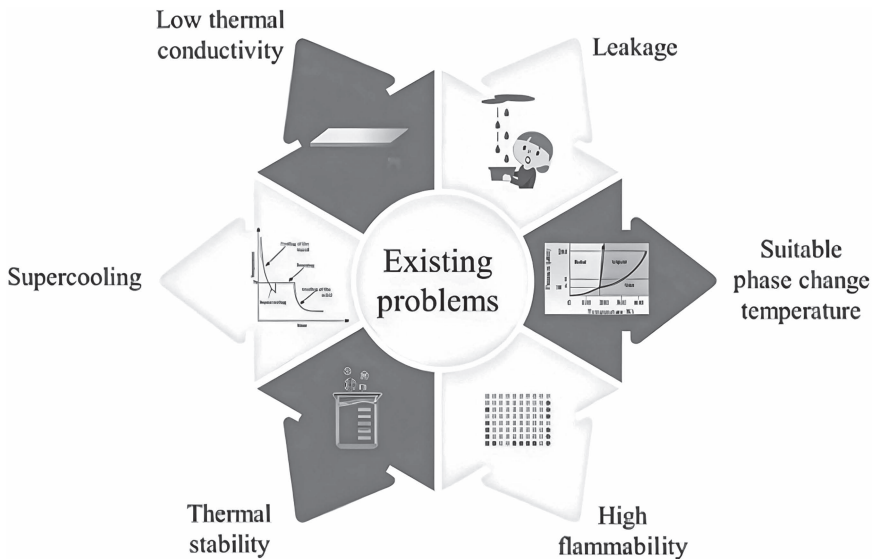 Low thermal
conductivity
Leakage
Existing
problems
Supercooling
Suitable
phase change
temperature
Thermal
stability
High
flammability